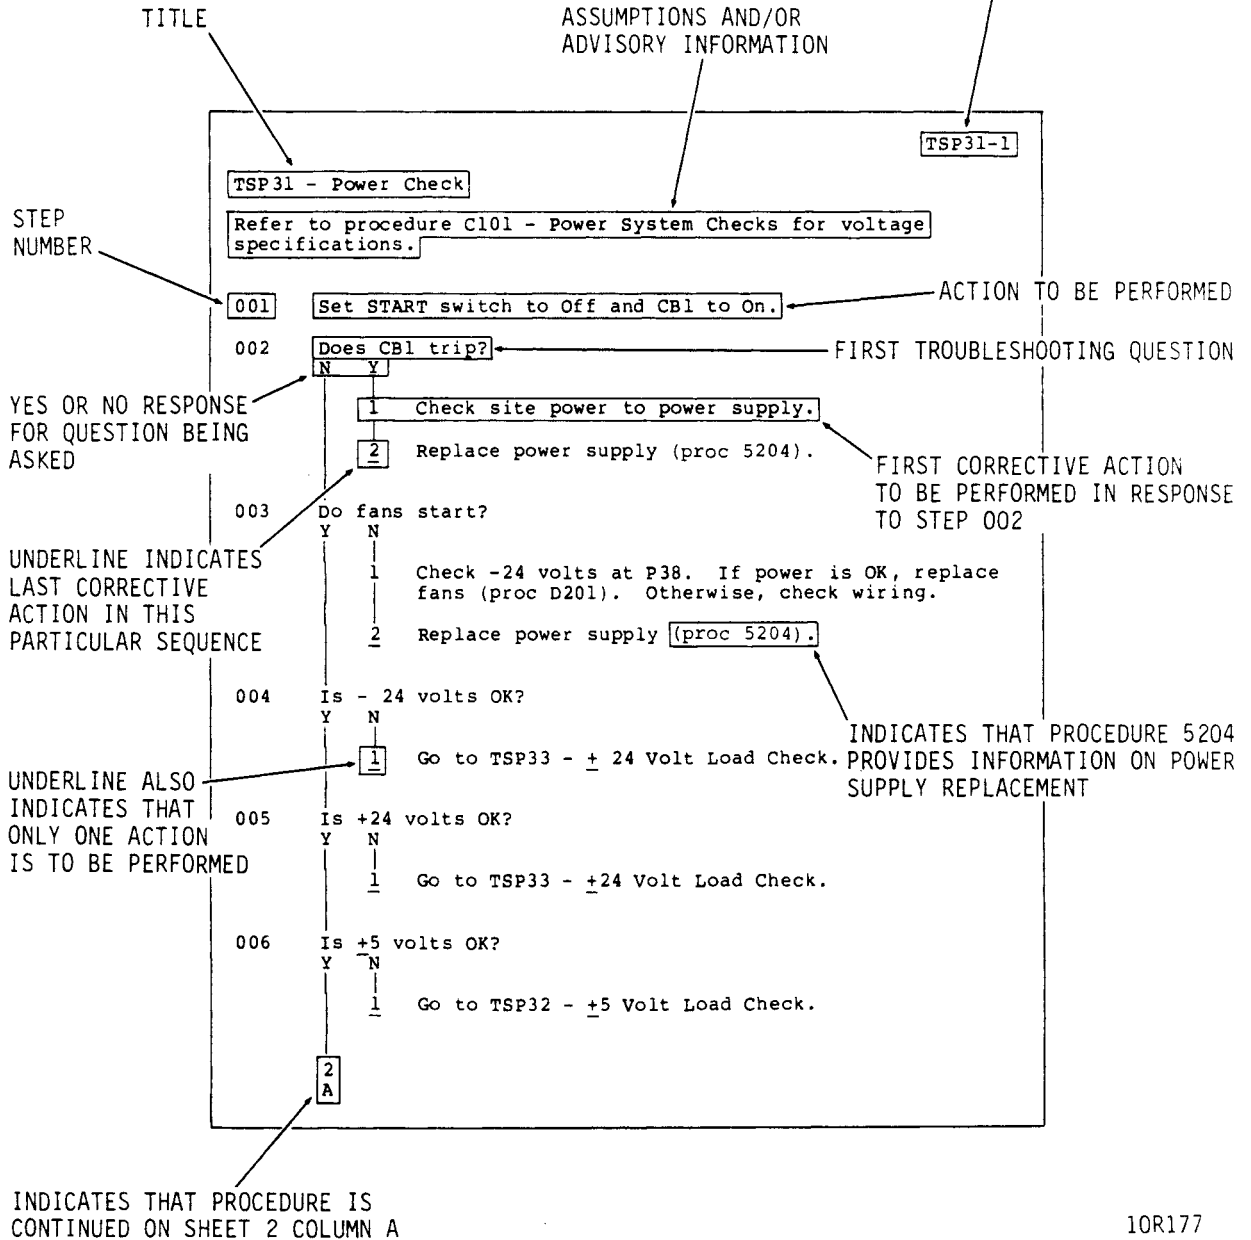 TITLE
ASSUMPTIONS AND/OR
ADVISORY INFORMATION
TSP31-1
TSP31 - Power Check
Refer to procedure C101 - Power System Checks for voltage
specifications.
STEP
NUMBER
001 Set START switch to Off and CB1 to On.
ACTION TO BE PERFORMED
002 Does CB1 trip?
FIRST TROUBLESHOOTING QUESTION
N Y
YES OR NO RESPONSE
FOR QUESTION BEING
ASKED
1 Check site power to power supply.
2 Replace power supply (proc 5204).
FIRST CORRECTIVE ACTION
TO BE PERFORMED IN RESPONSE
TO STEP 002
003 Do fans start?
Y N
UNDERLINE INDICATES
LAST CORRECTIVE
ACTION IN THIS
PARTICULAR SEQUENCE
1 Check -24 volts at P38. If power is OK, replace
fans (proc D201). Otherwise, check wiring.
2 Replace power supply (proc 5204).
004 Is - 24 volts OK?
Y N
INDICATES THAT PROCEDURE 5204
PROVIDES INFORMATION ON POWER
SUPPLY REPLACEMENT
1 Go to TSP33 - ± 24 Volt Load Check.
UNDERLINE ALSO
INDICATES THAT
ONLY ONE ACTION
IS TO BE PERFORMED
005 Is +24 volts OK?
Y N
1 Go to TSP33 - ±24 Volt Load Check.
006 Is ±5 volts OK?
Y N
1 Go to TSP32 - ±5 Volt Load Check.
2
A
INDICATES THAT PROCEDURE IS
CONTINUED ON SHEET 2 COLUMN A
10R177